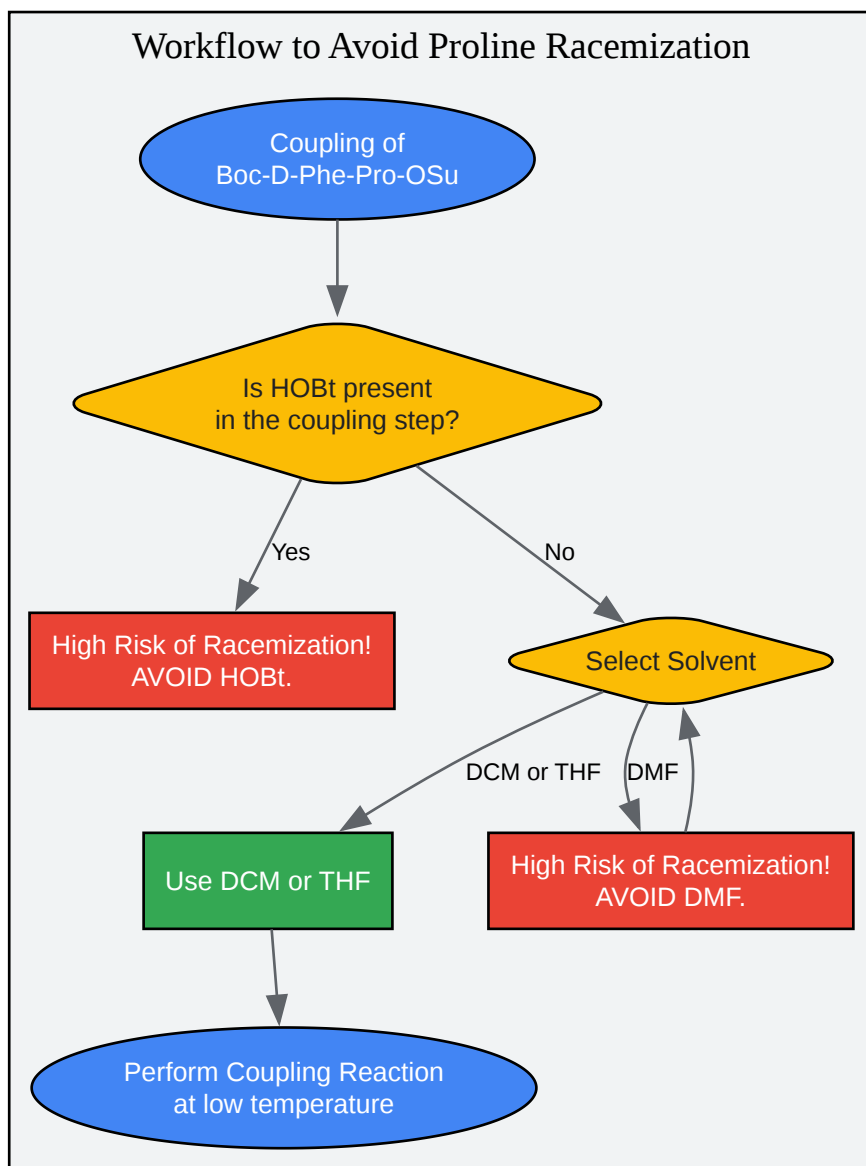 Workflow to Avoid Proline Racemization
Coupling of
Boc-D-Phe-Pro-OSu
Is HOBt present
in the coupling step?
Yes
No
High Risk of Racemization!
AVOID HOBt.
Select Solvent
DCM or THF
DMF
Use DCM or THF
High Risk of Racemization!
AVOID DMF.
Perform Coupling Reaction
at low temperature